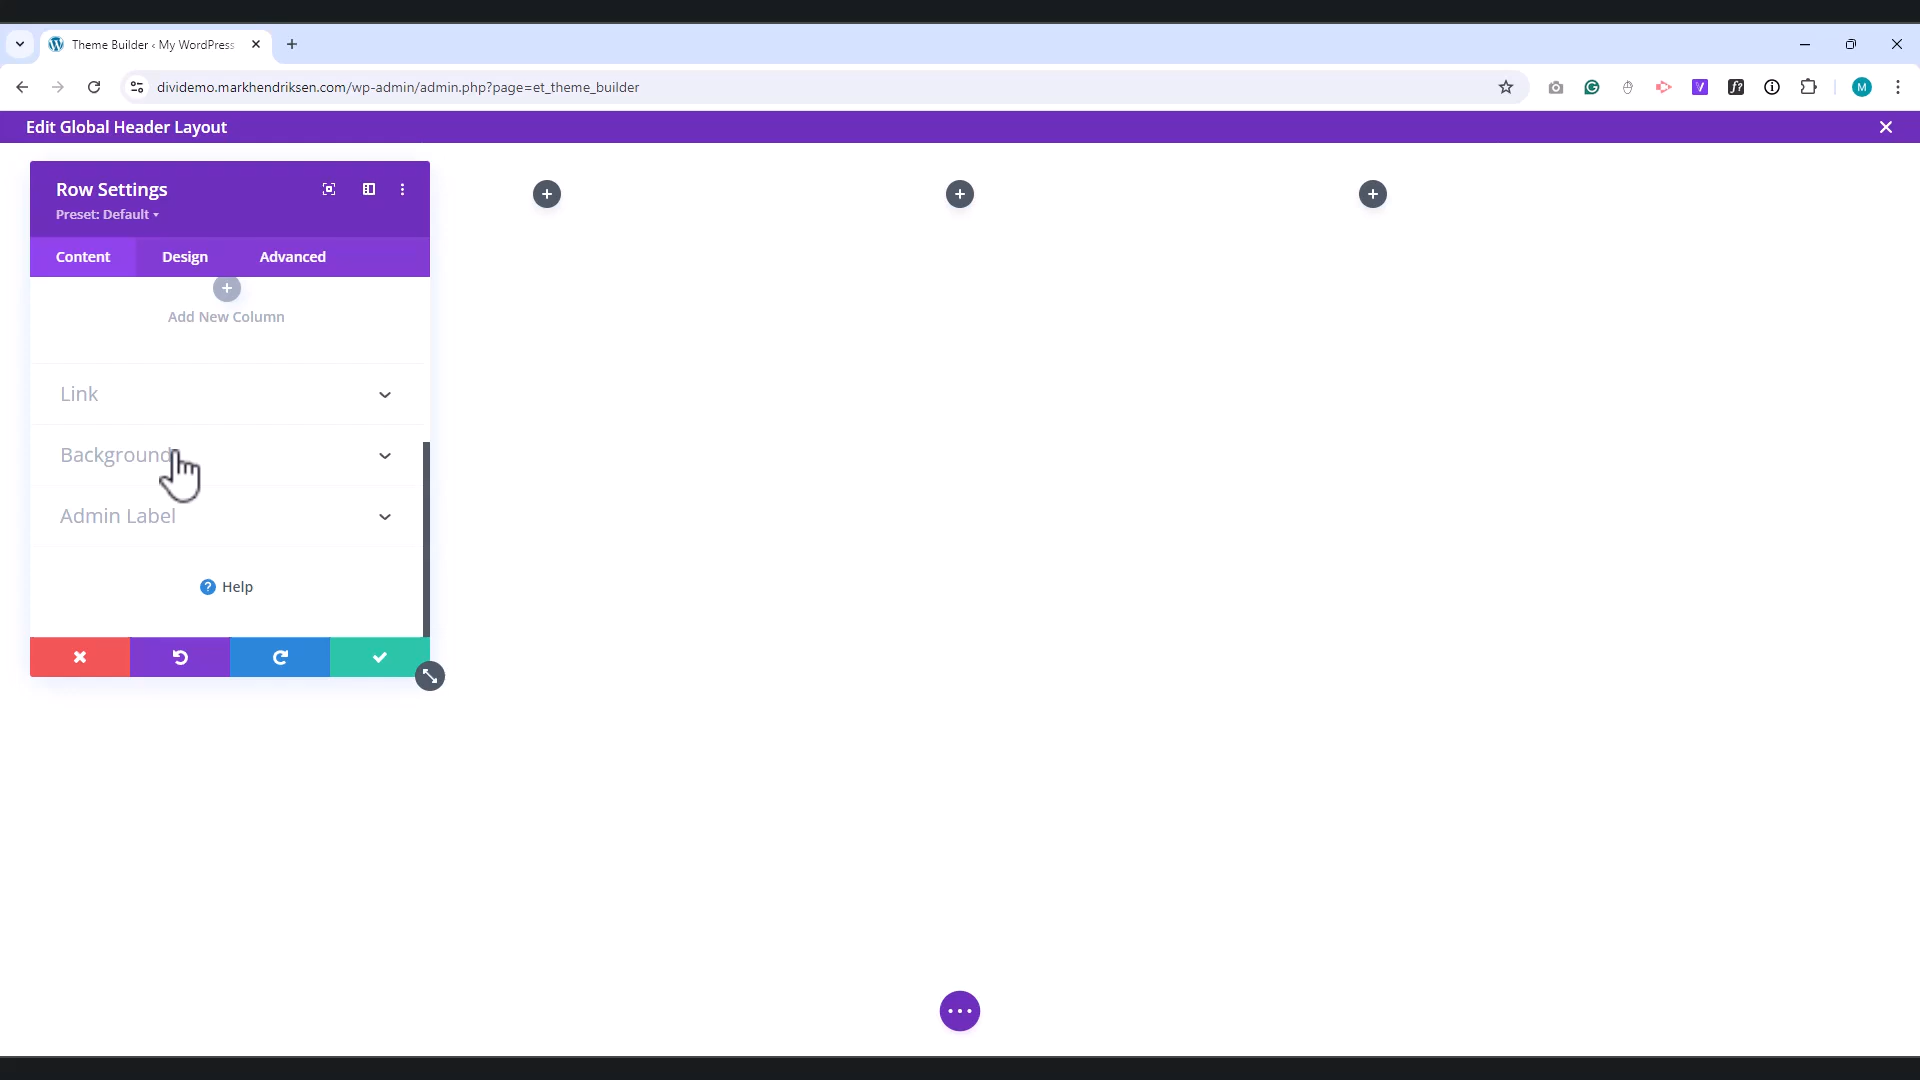 Theme Builder ‹ My WordPress
dividemo.markhendriksen.com/wp-admin/admin.php?page=et_theme_builder
M
Edit Global Header Layout
Row Settings
Preset: Default
Content
Design
Advanced
Add New Column
Link
Background
Admin Label
Help